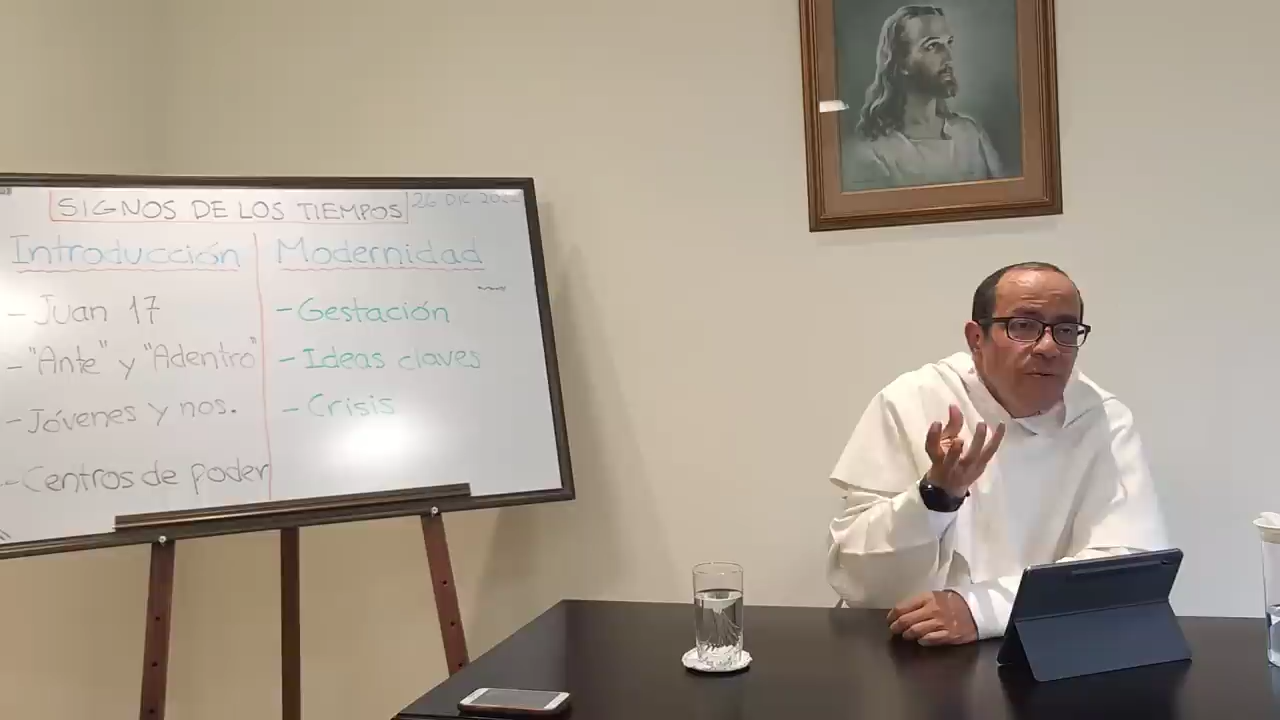 SIGNOS DE LOS TIEMPOS
26 DIC
Introducción
- Juan 17
- "Ante" y "Adentro"
- Jóvenes y nos.
- Centros de poder
Modernidad
- Gestación
- Ideas claves
- Crisis